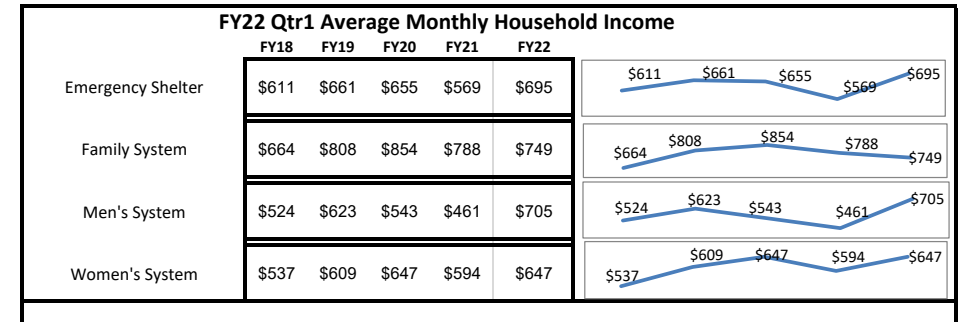 FY22 Qtr1 Average Monthly Household Income
FY18 FY19 FY20 FY21 FY22
Emergency Shelter $611 $661 $655 $569 $695 $611 $661 $655 $569 $695
Family System $664 $808 $854 $788 $749 $664 $808 $854 $788 $749
Men's System $524 $623 $543 $461 $705 $524 $623 $543 $461 $705
Women's System $537 $609 $647 $594 $647 $537 $609 $647 $594 $647